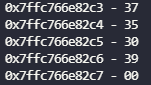 0x7ffc766e82c3 - 37
0x7ffc766e82c4 - 35
0x7ffc766e82c5 - 30
0x7ffc766e82c6 - 39
0x7ffc766e82c7 - 00